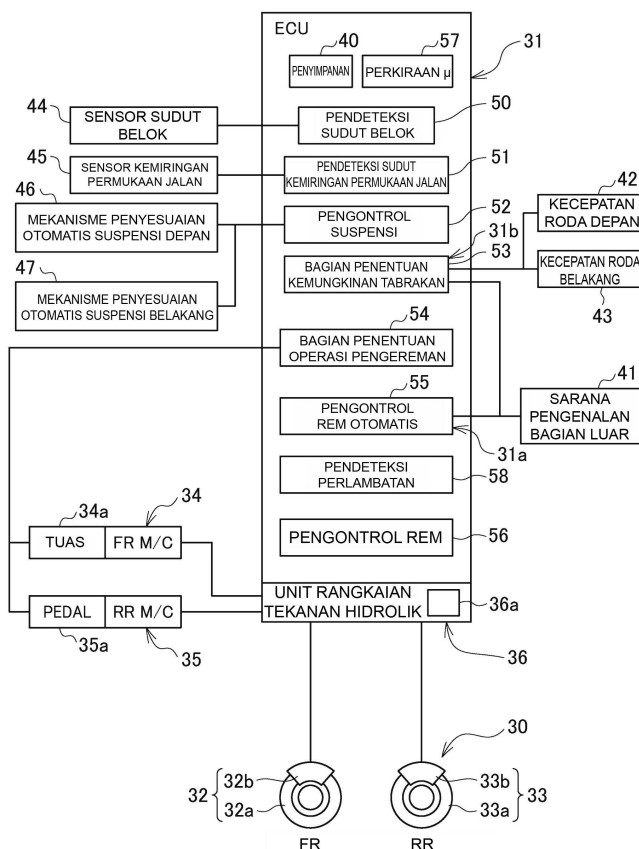 ECU
40
57
31
PENYIMPANAN
PERKIRAAN μ
44
50
SENSOR SUDUT
BELOK
PENDETEKSI
SUDUT BELOK
45
51
SENSOR KEMIRINGAN
PERMUKAAN JALAN
PENDETEKSI SUDUT
KEMIRINGAN PERMUKAAN JALAN
46
52
42
MEKANISME PENYESUAIAN
OTOMATIS SUSPENSI DEPAN
PENGONTROL
SUSPENSI
KECEPATAN
RODA DEPAN
31b
53
47
BAGIAN PENENTUAN
KEMUNGKINAN TABRAKAN
KECEPATAN RODA
BELAKANG
43
MEKANISME PENYESUAIAN
OTOMATIS SUSPENSI BELAKANG
54
BAGIAN PENENTUAN
OPERASI PENGEREMAN
55
41
PENGONTROL
REM OTOMATIS
SARANA
PENGENALAN
BAGIAN LUAR
31a
PENDETEKSI
PERLAMBATAN
58
34a
34
TUAS
FR M/C
PENGONTROL REM
56
PEDAL
RR M/C
35a
35
UNIT RANGKAIAN
TEKANAN HIDROLIK
36a
36
30
32
32b
32a
33b
33a
33
FR
RR